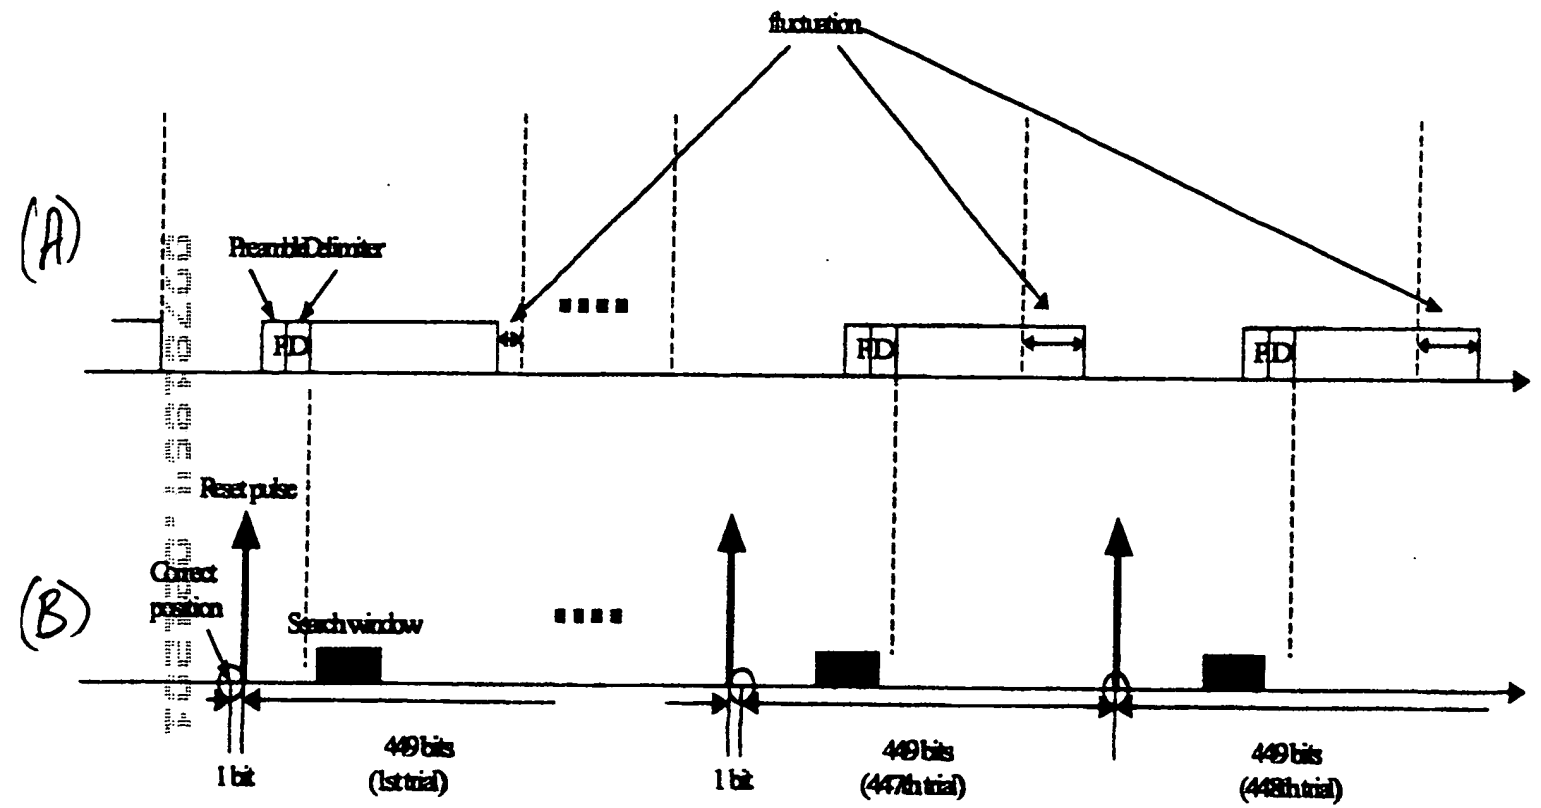 fluctuation
(A)
Preamble Delimiter
P D
P D
P D
Reset pulse
Correct
position
(B)
Search window
1 bit
449 bits
(1st trial)
1 bit
449 bits
(447th trial)
449 bits
(448th trial)